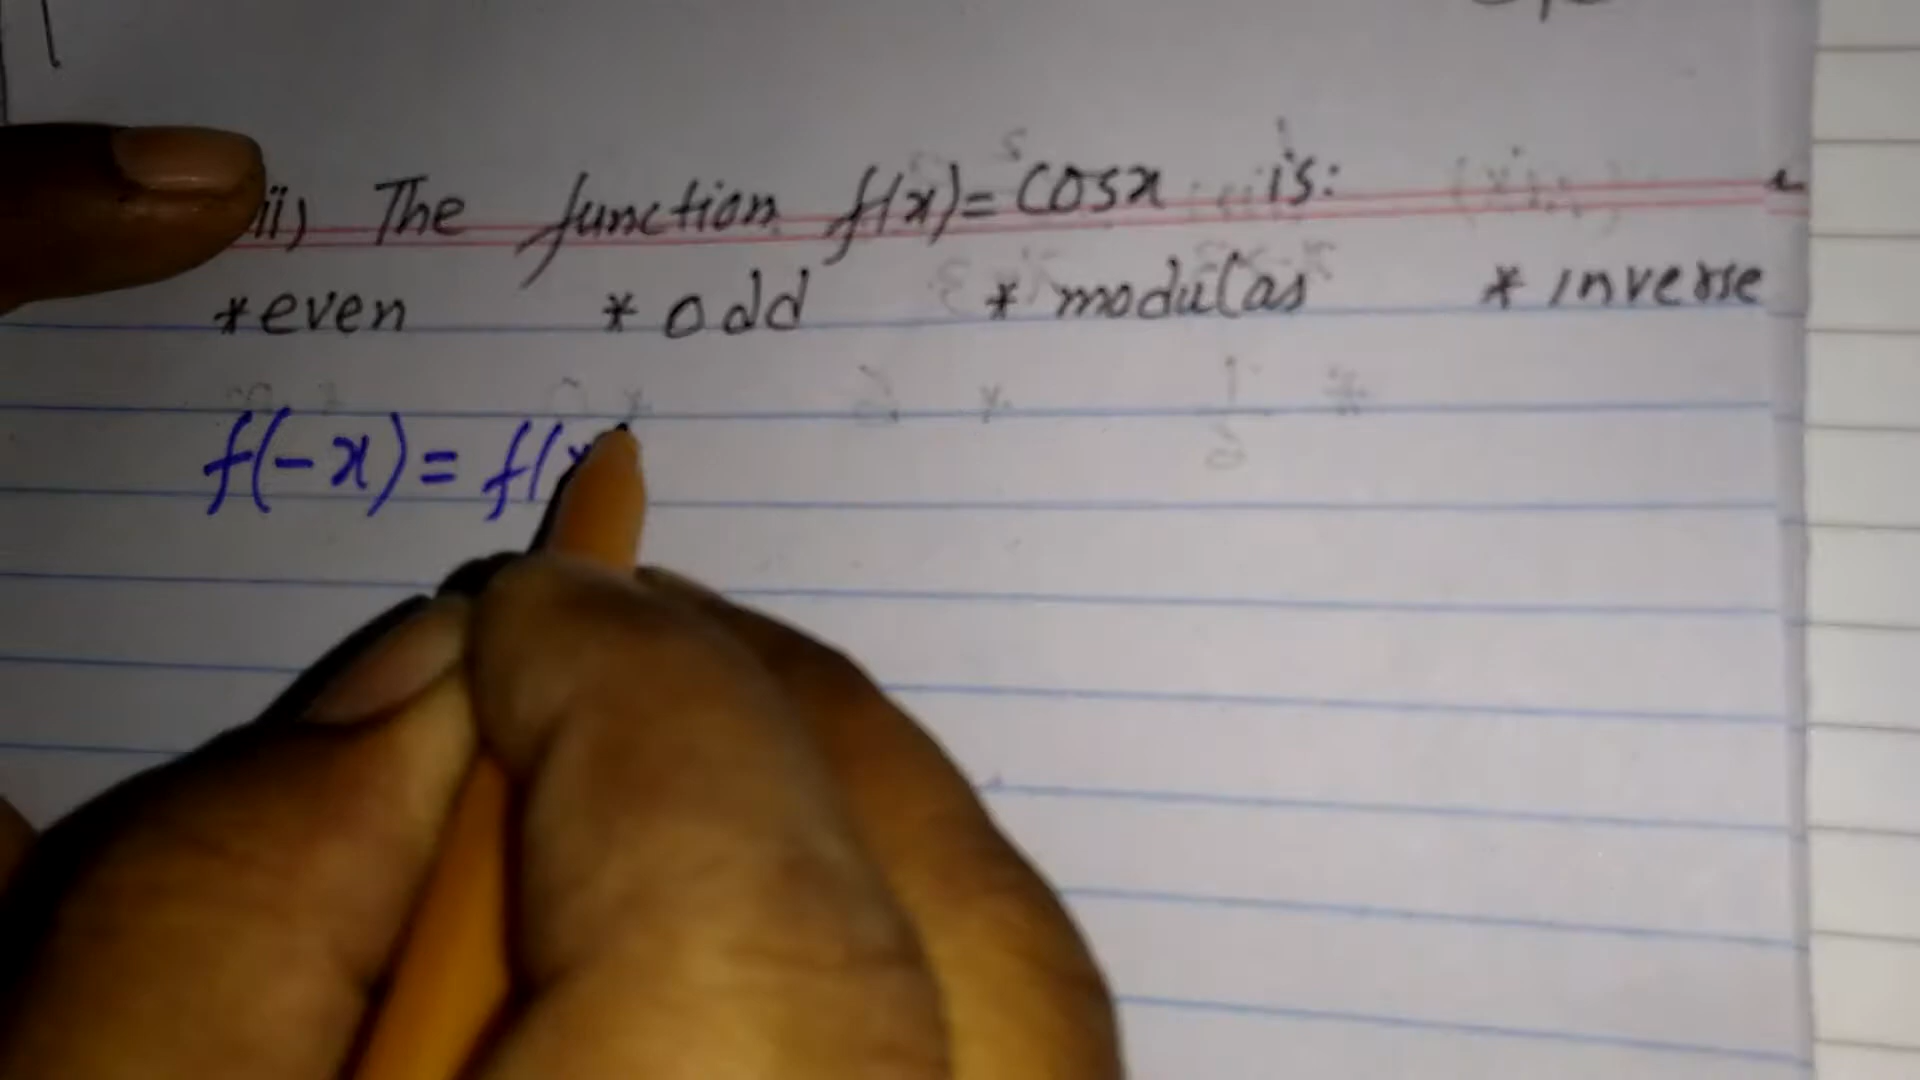 ii) The function f(x)= cosx is:
*even * odd * modulas * inverse
f(-x)= f(x